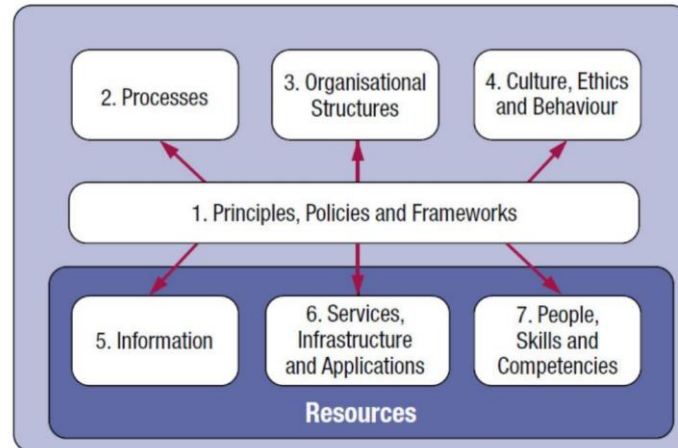 2. Processes
3. Organisational
Structures
4. Culture, Ethics
and Behaviour
1. Principles, Policies and Frameworks
5. Information
6. Services,
Infrastructure
and Applications
7. People,
Skills and
Competencies
Resources